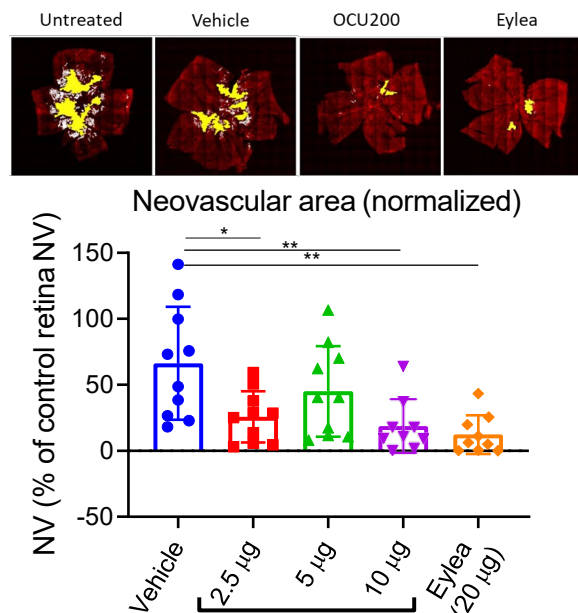 Untreated Vehicle OCU200 Eylea
Neovascular area (normalized)
*
**
**
NV (% of control retina NV)
150
100
50
0
-50
Vehicle
2.5 µg
5 µg
10 µg
Eylea
(20 µg)